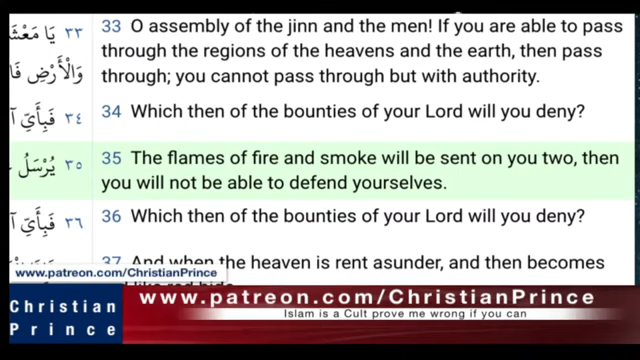 33 O assembly of the jinn and the men! If you are able to pass
through the regions of the heavens and the earth, then pass
through; you cannot pass through but with authority.
٣٣ يَا مَعْشَ
وَالْأَرْضِ فَا
34 Which then of the bounties of your Lord will you deny?
٣٤ فَبِأَيِّ آ
35 The flames of fire and smoke will be sent on you two, then
you will not be able to defend yourselves.
٣٥ يُرْسَلُ
36 Which then of the bounties of your Lord will you deny?
٣٦ فَبِأَيِّ آ
37 And when the heaven is rent asunder, and then becomes
www.patreon.com/ChristianPrince
Christian
Prince
www.patreon.com/ChristianPrince
Islam is a Cult prove me wrong if you can